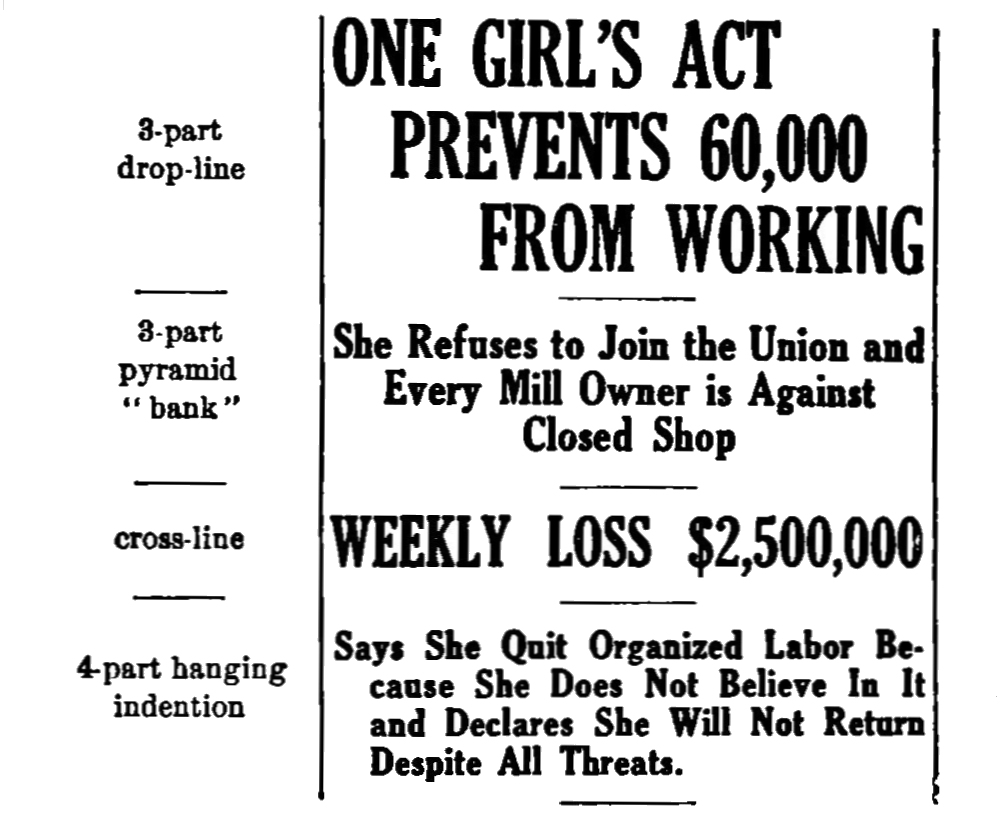 3-part
drop-line
ONE GIRL'S ACT
PREVENTS 60,000
FROM WORKING
3-part
pyramid
“bank”
She Refuses to Join the Union and
Every Mill Owner is Against
Closed Shop
cross-line
WEEKLY LOSS $2,500,000
4-part hanging
indention
Says She Quit Organized Labor Be-
cause She Does Not Believe In It
and Declares She Will Not Return
Despite All Threats.